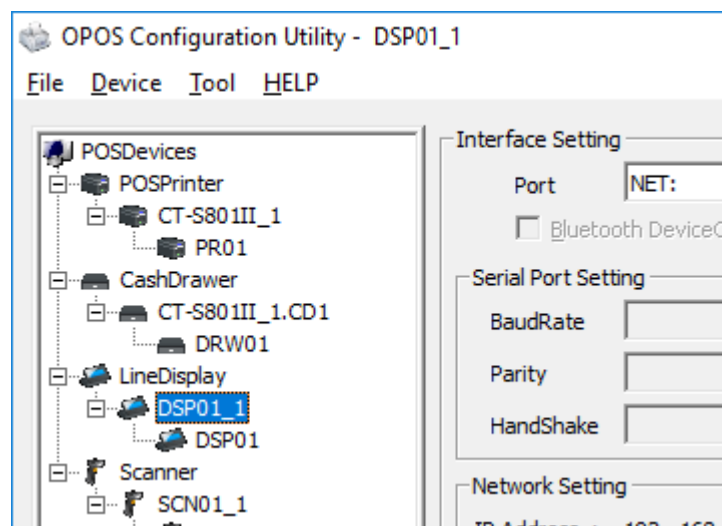 OPOS Configuration Utility - DSP01_1
File Device Tool HELP
POSDevices
POSPrinter
CT-S801II_1
PR01
CashDrawer
CT-S801II_1.CD1
DRW01
LineDisplay
DSP01_1
DSP01
Scanner
SCN01_1
Interface Setting
Port NET:
Bluetooth Device
Serial Port Setting
BaudRate
Parity
HandShake
Network Setting